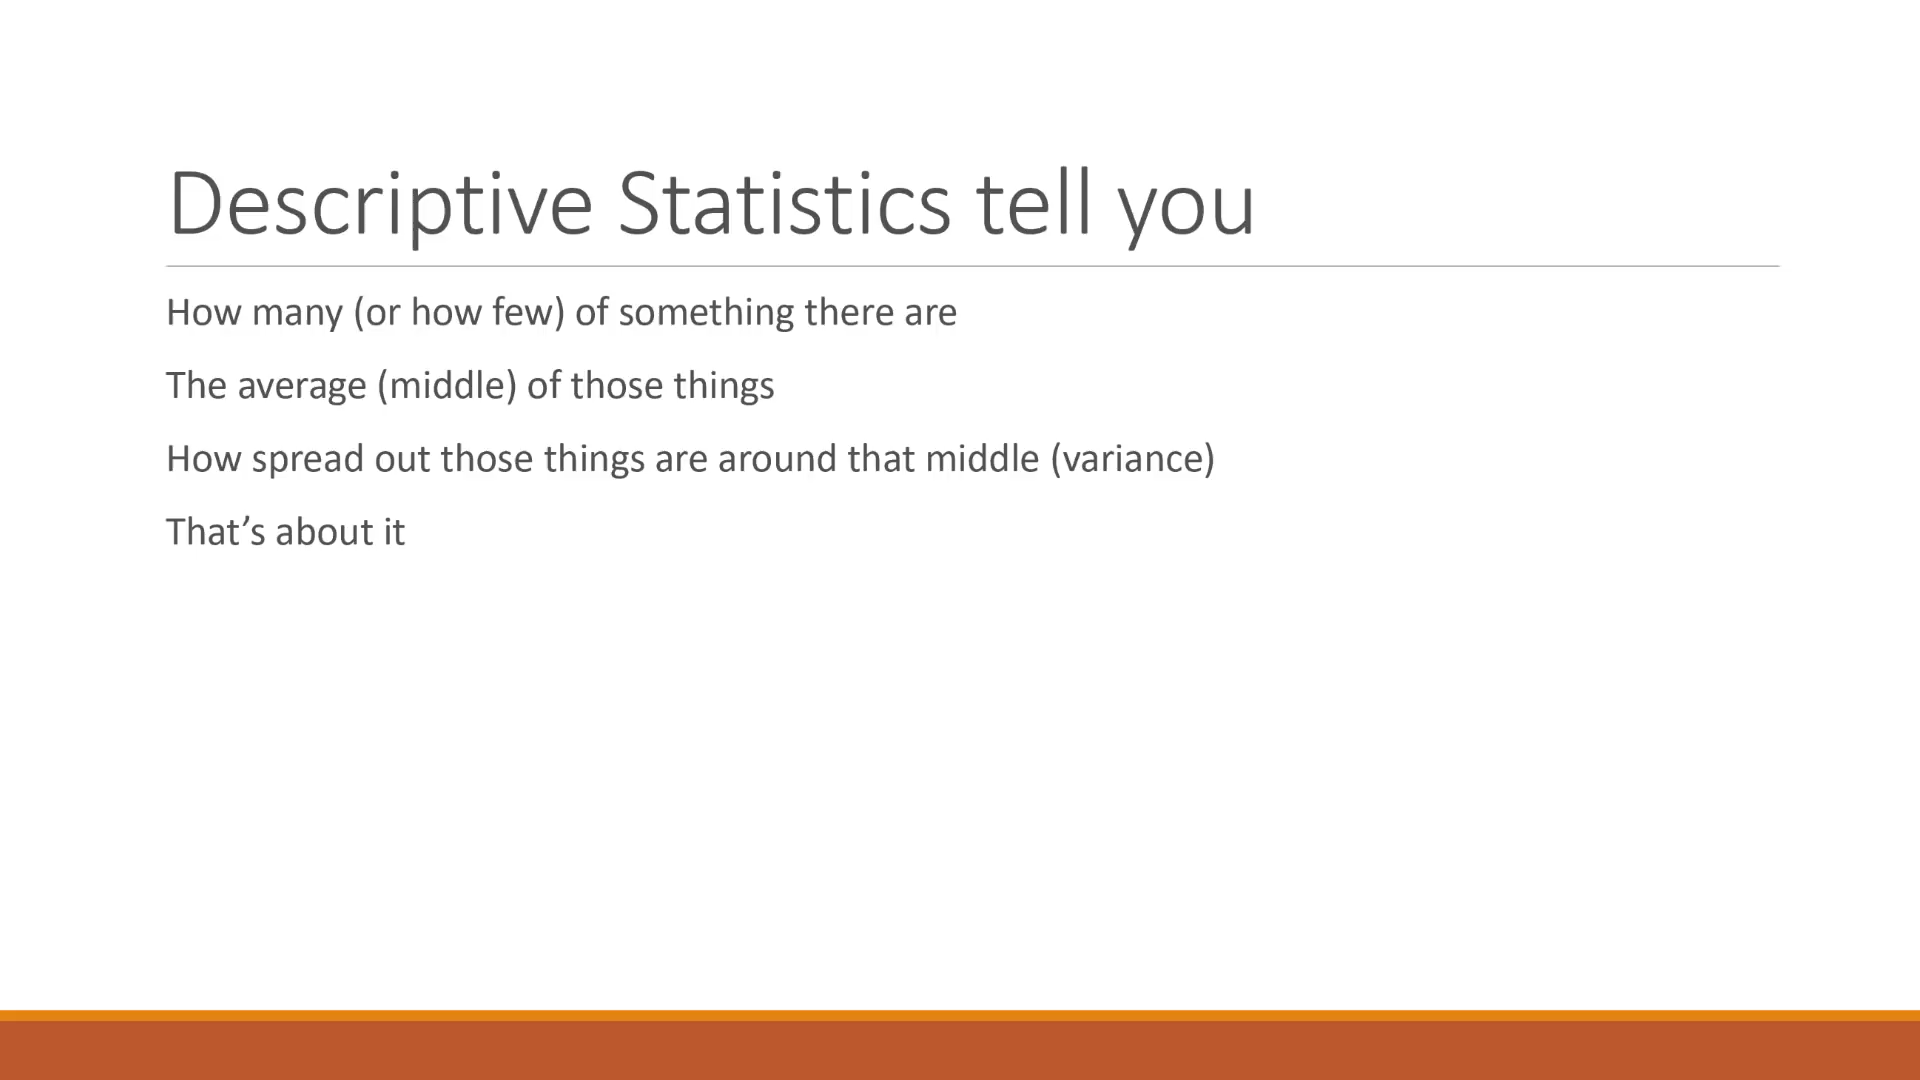 Descriptive Statistics tell you
How many (or how few) of something there are
The average (middle) of those things
How spread out those things are around that middle (variance)
That’s about it